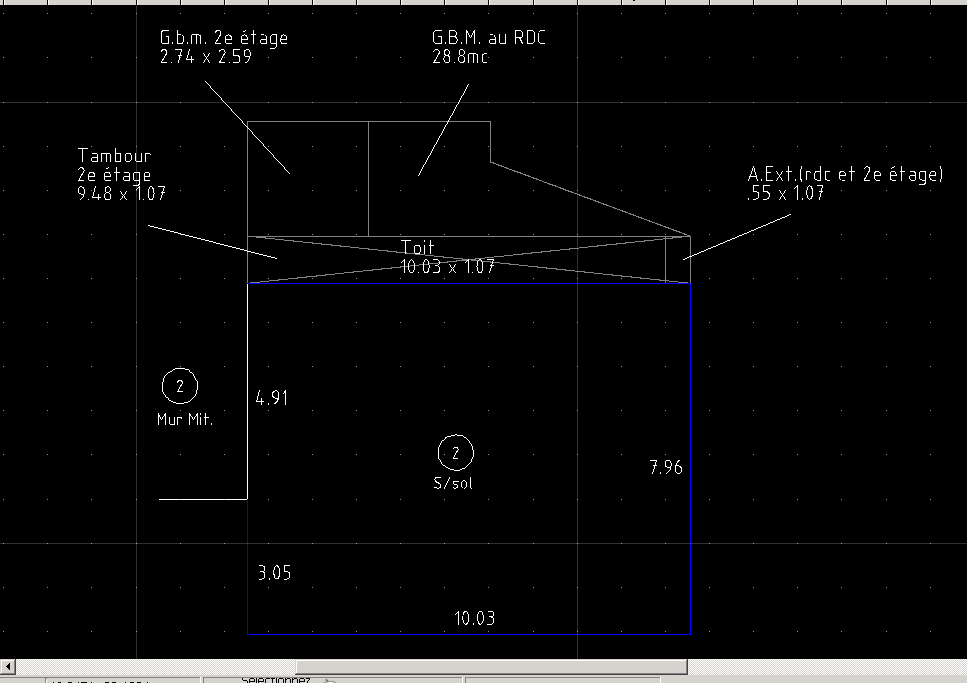 G.b.m. 2e étage
2.74 x 2.59
G.B.M. au RDC
28.8mc
Tambour
2e étage
9.48 x 1.07
A.Ext.(rdc et 2e étage)
.55 x 1.07
Toit
10.03 x 1.07
2
Mur Mit.
4.91
2
S/sol
7.96
3.05
10.03
Sélectionnez